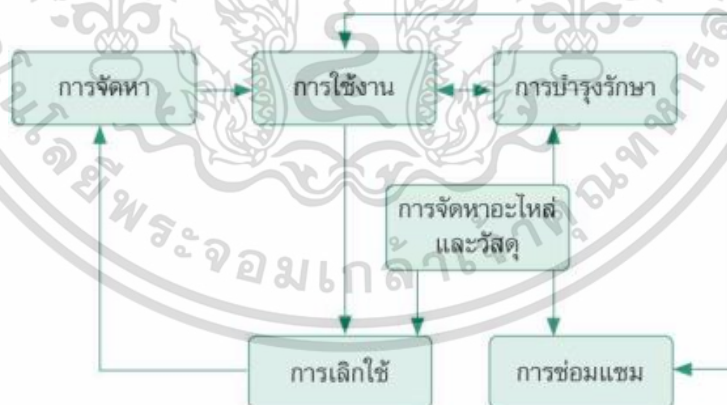 การจัดหา
การใช้งาน
การบำรุงรักษา
การจัดหาอะไหล่
และวัสดุ
การเลิกใช้
การซ่อมแซม